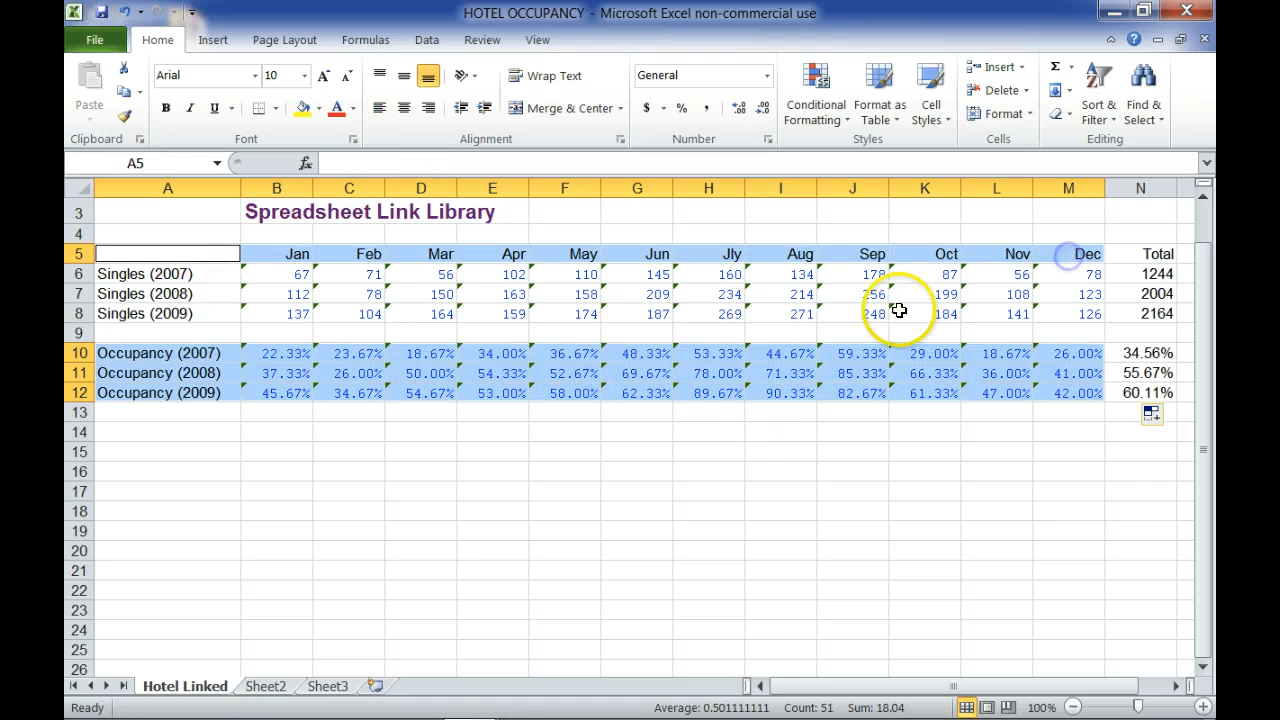 HOTEL OCCUPANCY - Microsoft Excel non-commercial use
File Home Insert Page Layout Formulas Data Review View
Paste Arial 10 Wrap Text General Conditional Formatting Format as Table Cell Styles Insert Σ Sort & Filter Find & Select
B I U A Merge & Center $ % , Delete
Format
Clipboard Font Alignment Number Styles Cells Editing
A5 fx
A B C D E F G H I J K L M N
3 Spreadsheet Link Library
4
5 Jan Feb Mar Apr May Jun Jly Aug Sep Oct Nov Dec Total
6 Singles (2007) 67 71 56 102 110 145 160 134 178 87 56 78 1244
7 Singles (2008) 112 78 150 163 158 209 234 214 256 199 108 123 2004
8 Singles (2009) 137 104 164 159 174 187 269 271 248 184 141 126 2164
9
10 Occupancy (2007) 22.33% 23.67% 18.67% 34.00% 36.67% 48.33% 53.33% 44.67% 59.33% 29.00% 18.67% 26.00% 34.56%
11 Occupancy (2008) 37.33% 26.00% 50.00% 54.33% 52.67% 69.67% 78.00% 71.33% 85.33% 66.33% 36.00% 41.00% 55.67%
12 Occupancy (2009) 45.67% 34.67% 54.67% 53.00% 58.00% 62.33% 89.67% 90.33% 82.67% 61.33% 47.00% 42.00% 60.11%
13
14
15
16
17
18
19
20
21
22
23
24
25
26
Hotel Linked Sheet2 Sheet3
Ready Average: 0.501111111 Count: 51 Sum: 18.04 100%